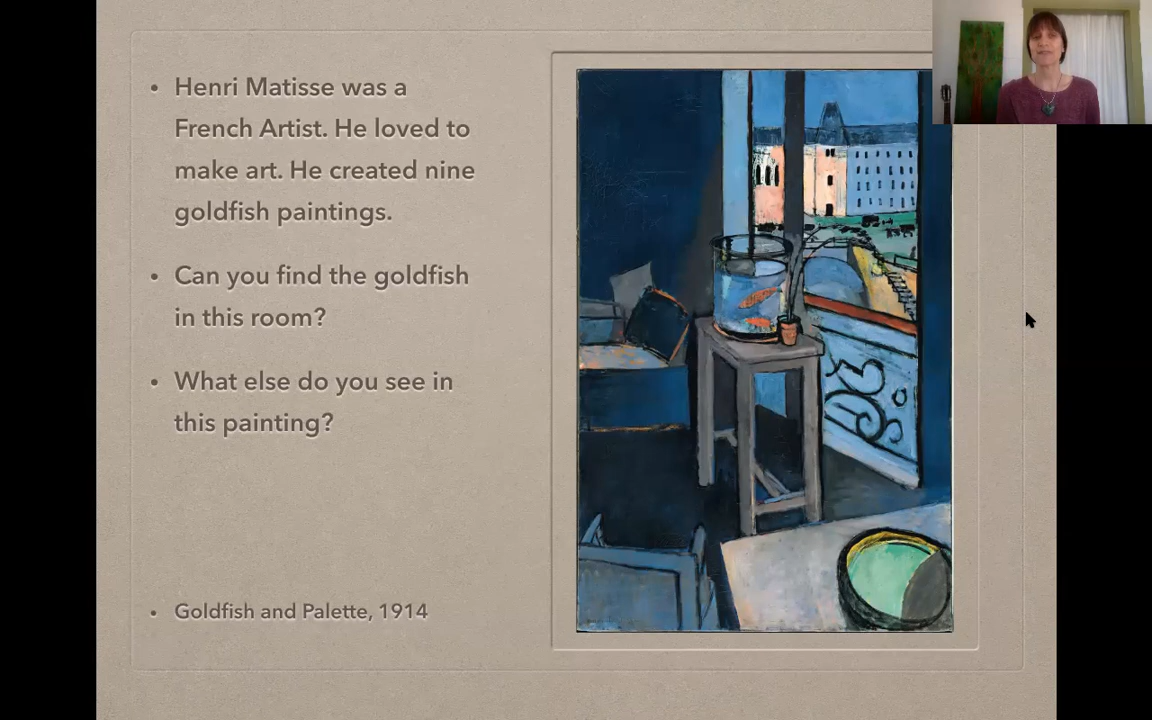 • Henri Matisse was a
French Artist. He loved to
make art. He created nine
goldfish paintings.
• Can you find the goldfish
in this room?
• What else do you see in
this painting?
• Goldfish and Palette, 1914